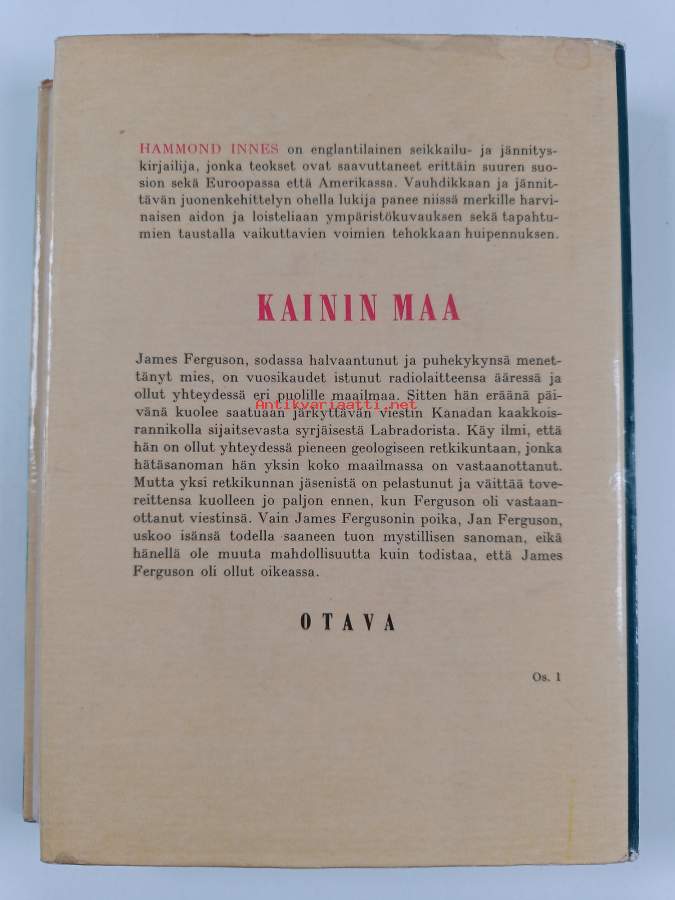 HAMMOND INNES on englantilainen seikkailu- ja jännitys-
kirjailija, jonka teokset ovat saavuttaneet erittäin suuren suo-
sion sekä Euroopassa että Amerikassa. Vauhdikkaan ja jännit-
tävän juonenkehittelyn ohella lukija panee niissä merkille harvi-
naisen aidon ja loisteliaan ympäristökuvauksen sekä tapahtu-
mien taustalla vaikuttavien voimien tehokkaan huipennuksen.
KAININ MAA
James Ferguson, sodassa halvaantunut ja puhekykynsä menet-
tänyt mies, on vuosikaudet istunut radiolaitteensa ääressä ja
ollut yhteydessä eri puolille maailmaa. Sitten hän eräänä päi-
Antikvariaatti.net
vänä kuolee saatuaan järkyttävän viestin Kanadan kaakkois-
rannikolla sijaitsevasta syrjäisestä Labradorista. Käy ilmi, että
hän on ollut yhteydessä pieneen geologiseen retkikuntaan, jonka
hätäsanoman hän yksin koko maailmassa on vastaanottanut.
Mutta yksi retkikunnan jäsenistä on pelastunut ja väittää tove-
reittensa kuolleen jo paljon ennen, kun Ferguson oli vastaan-
ottanut viestinsä. Vain James Fergusonin poika, Jan Ferguson,
uskoo isänsä todella saaneen tuon mystillisen sanoman, eikä
hänellä ole muuta mahdollisuutta kuin todistaa, että James
Ferguson oli ollut oikeassa.
OTAVA
Os. 1